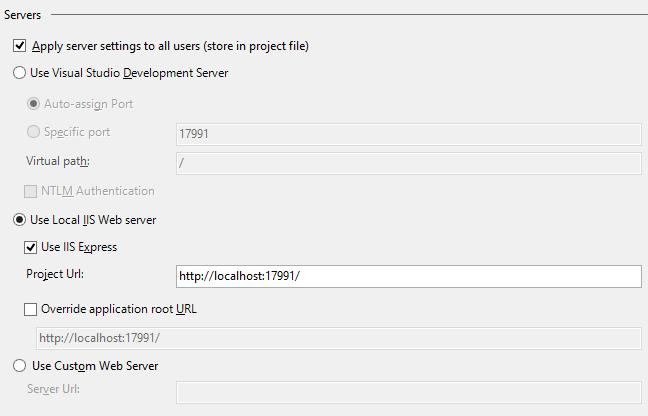 Servers
Apply server settings to all users (store in project file)
Use Visual Studio Development Server
Auto-assign Port
Specific port 17991
Virtual path: /
NTLM Authentication
Use Local IIS Web server
Use IIS Express
Project Url: http://localhost:17991/
Override application root URL
http://localhost:17991/
Use Custom Web Server
Server Url: